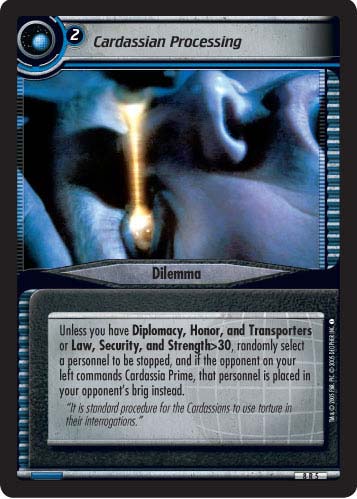 2
Cardassian Processing
Dilemma
Unless you have Diplomacy, Honor, and Transporters
or Law, Security, and Strength>30, randomly select
a personnel to be stopped, and if the opponent on
your left commands Cardassia Prime, that personnel is placed in
your opponent's brig instead.
"It is standard procedure for the Cardassians to use torture in
their interrogations."
8 B 5